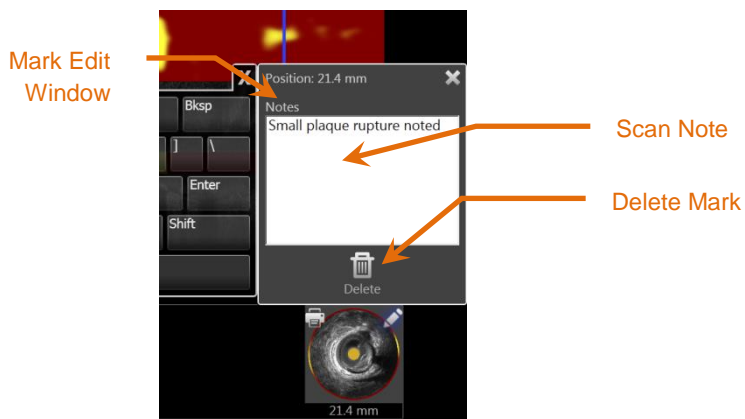 Mark Edit
Window
Position: 21.4 mm
X
Notes
Small plaque rupture noted
Bksp
] \
Enter
Shift
Delete
21.4 mm
Scan Note
Delete Mark